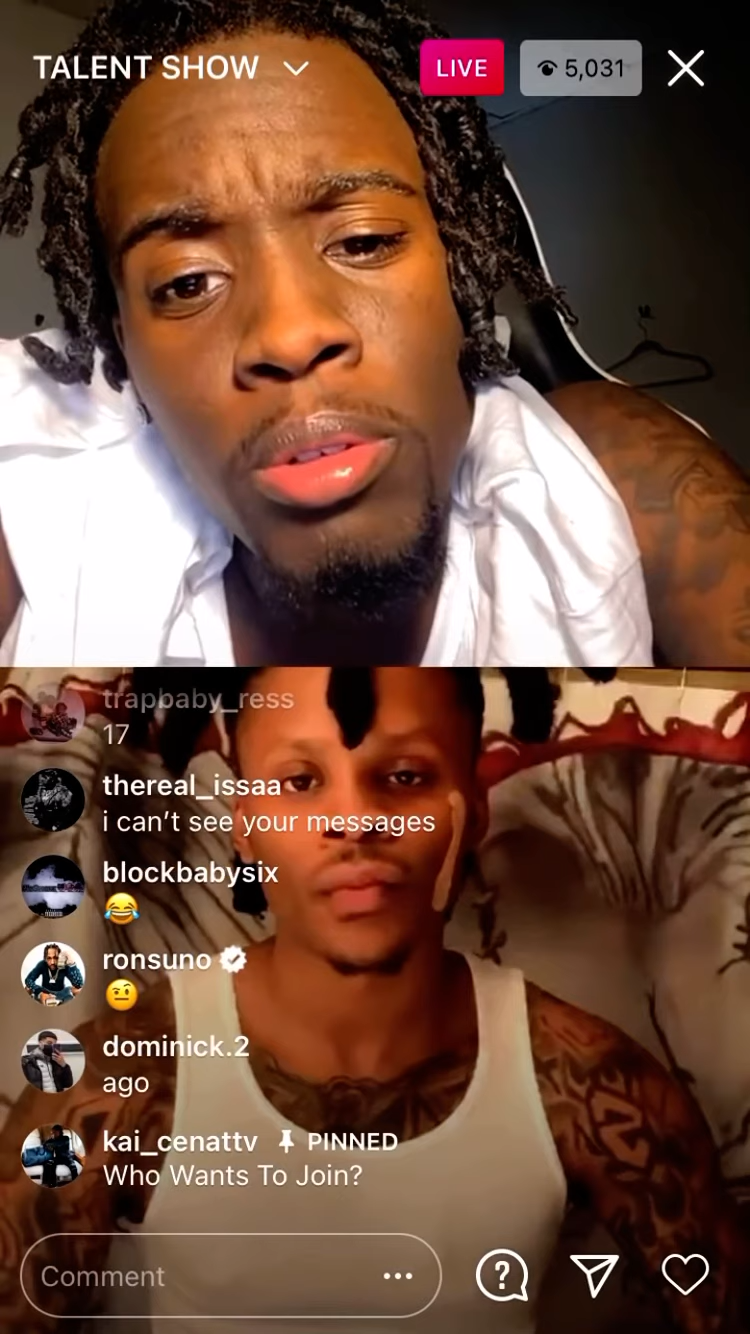 TALENT SHOW
LIVE
5,031
trapbaby_ress
17
thereal_issaa
i can't see your messages
blockbabysix
😂
ronsuno
🤨
dominick.2
ago
kai_cenattv PINNED
Who Wants To Join?
Comment